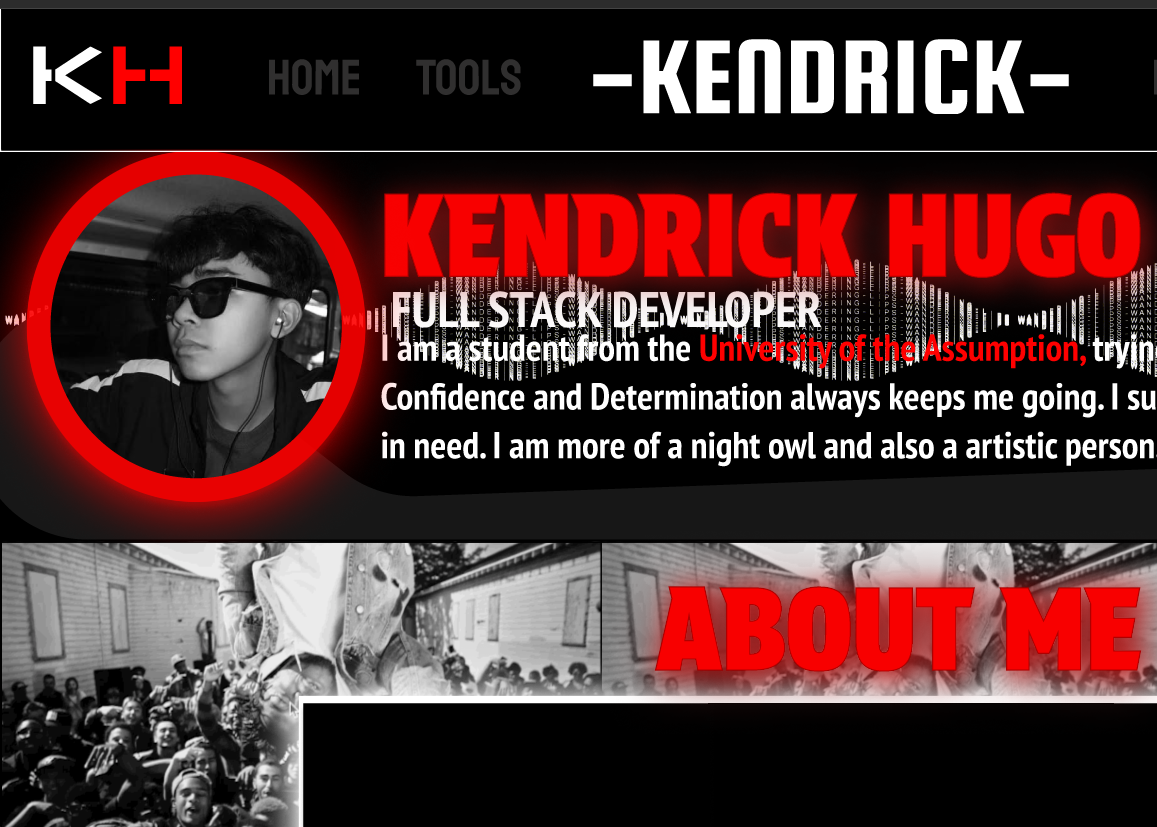 KH
HOME
TOOLS
-KENDRICK-
KENDRICK HUGO
FULL STACK DEVELOPER
I am a student from the University of the Assumption, tryin
Confidence and Determination always keeps me going. I su
in need. I am more of a night owl and also a artistic person.
ABOUT ME